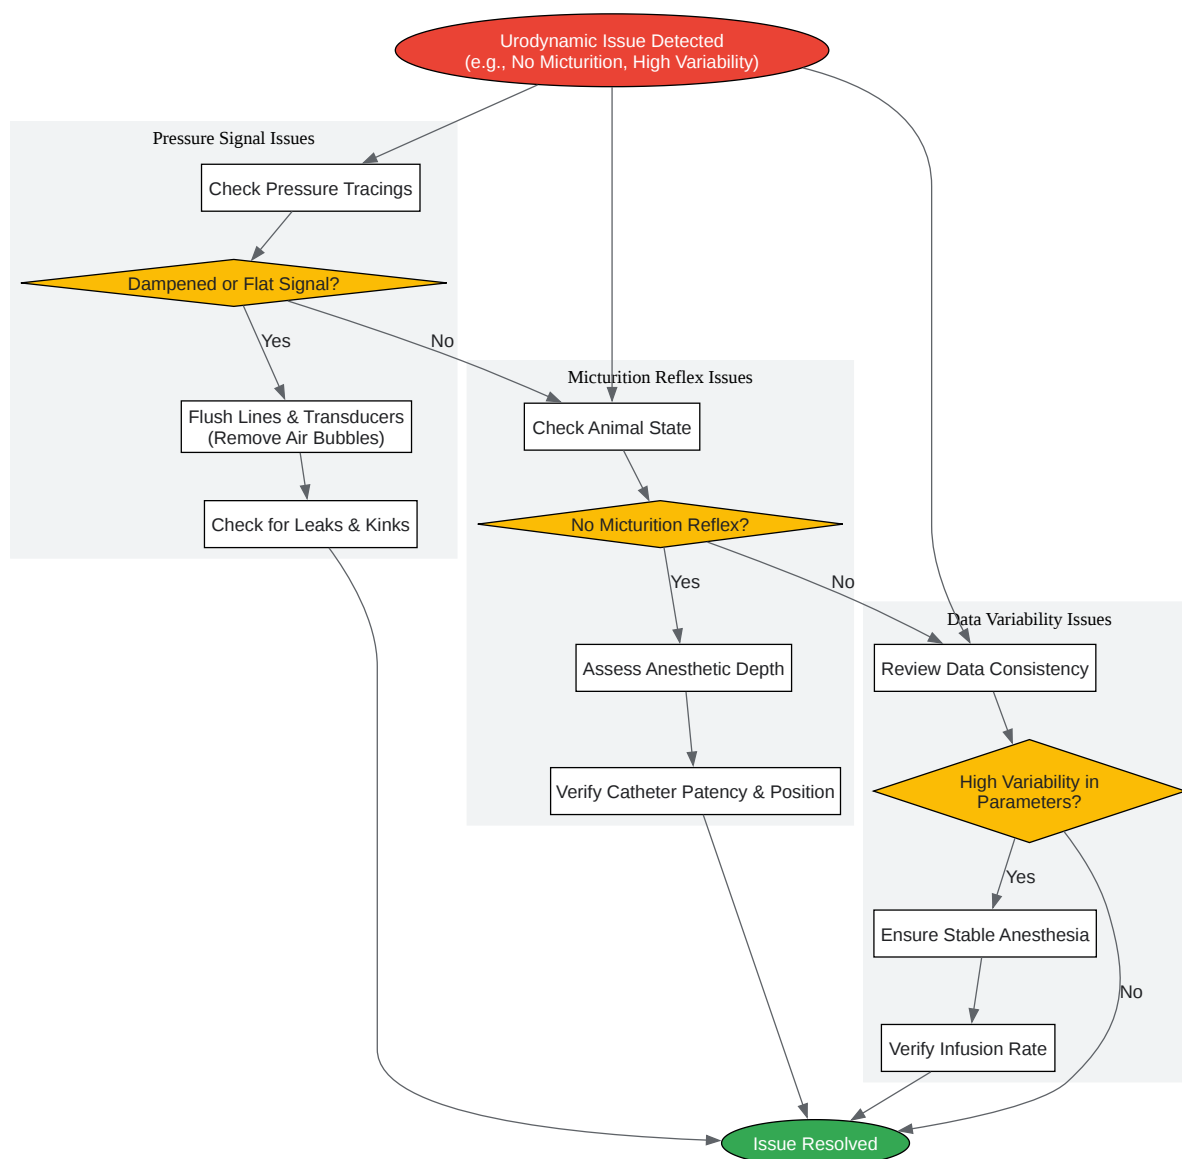 Urodynamic Issue Detected
(e.g., No Micturition, High Variability)
Pressure Signal Issues
Check Pressure Tracings
Dampened or Flat Signal?
Yes
No
Flush Lines & Transducers
(Remove Air Bubbles)
Check for Leaks & Kinks
Micturition Reflex Issues
Check Animal State
No Micturition Reflex?
Yes
No
Assess Anesthetic Depth
Verify Catheter Patency & Position
Data Variability Issues
Review Data Consistency
High Variability in
Parameters?
Yes
No
Ensure Stable Anesthesia
Verify Infusion Rate
Issue Resolved